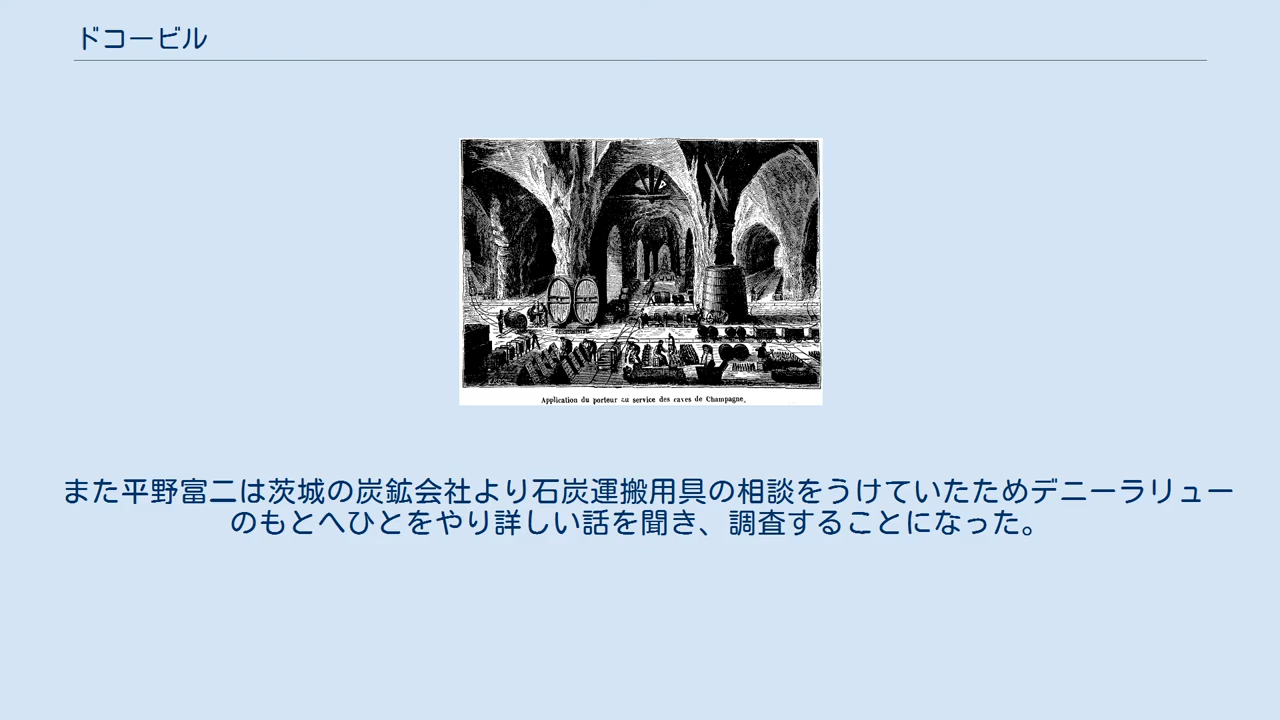 ドコービル
Application du porteur au service des caves de Champagne.
また平野富二は茨城の炭鉱会社より石炭運搬用具の相談をうけていたためデニーラリュー
のもとへひとをやり詳しい話を聞き、調査することになった。